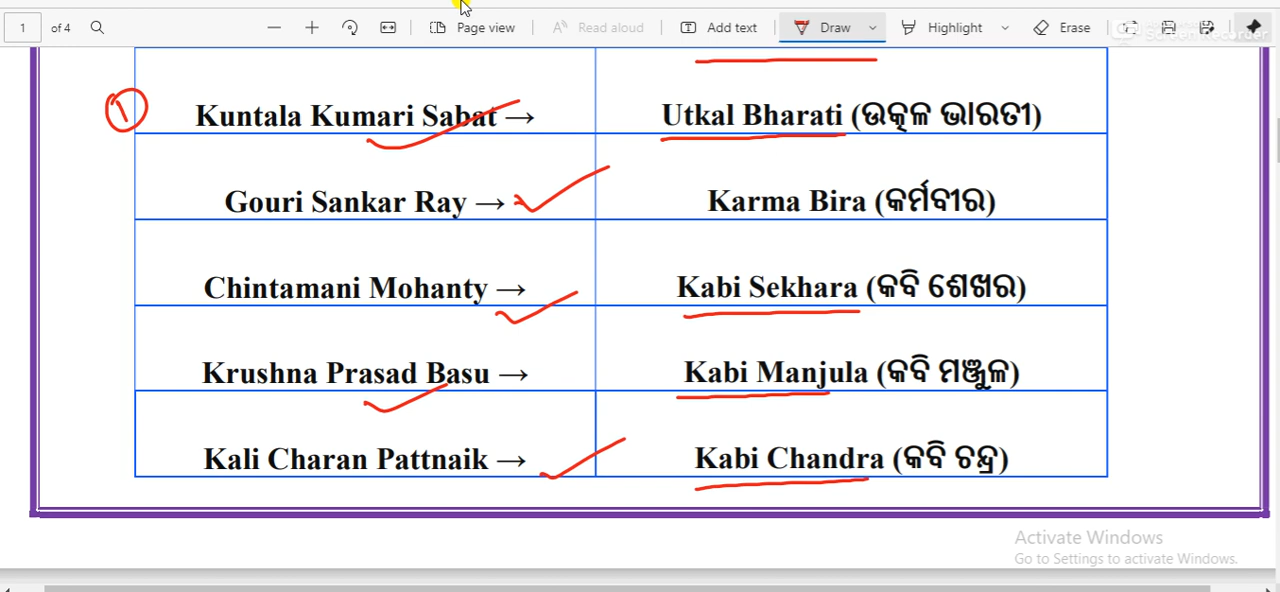 1 of 4 Page view Read aloud Add text Draw Highlight Erase
Screen Recorder
Kuntala Kumari Sabat → Utkal Bharati (ଉତ୍କଳ ଭାରତୀ)
Gouri Sankar Ray → Karma Bira (କର୍ମବୀର)
Chintamani Mohanty → Kabi Sekhara (କବି ଶେଖର)
Krushna Prasad Basu → Kabi Manjula (କବି ମଞ୍ଜୁଳ)
Kali Charan Pattnaik → Kabi Chandra (କବି ଚନ୍ଦ୍ର)
Activate Windows
Go to Settings to activate Windows.